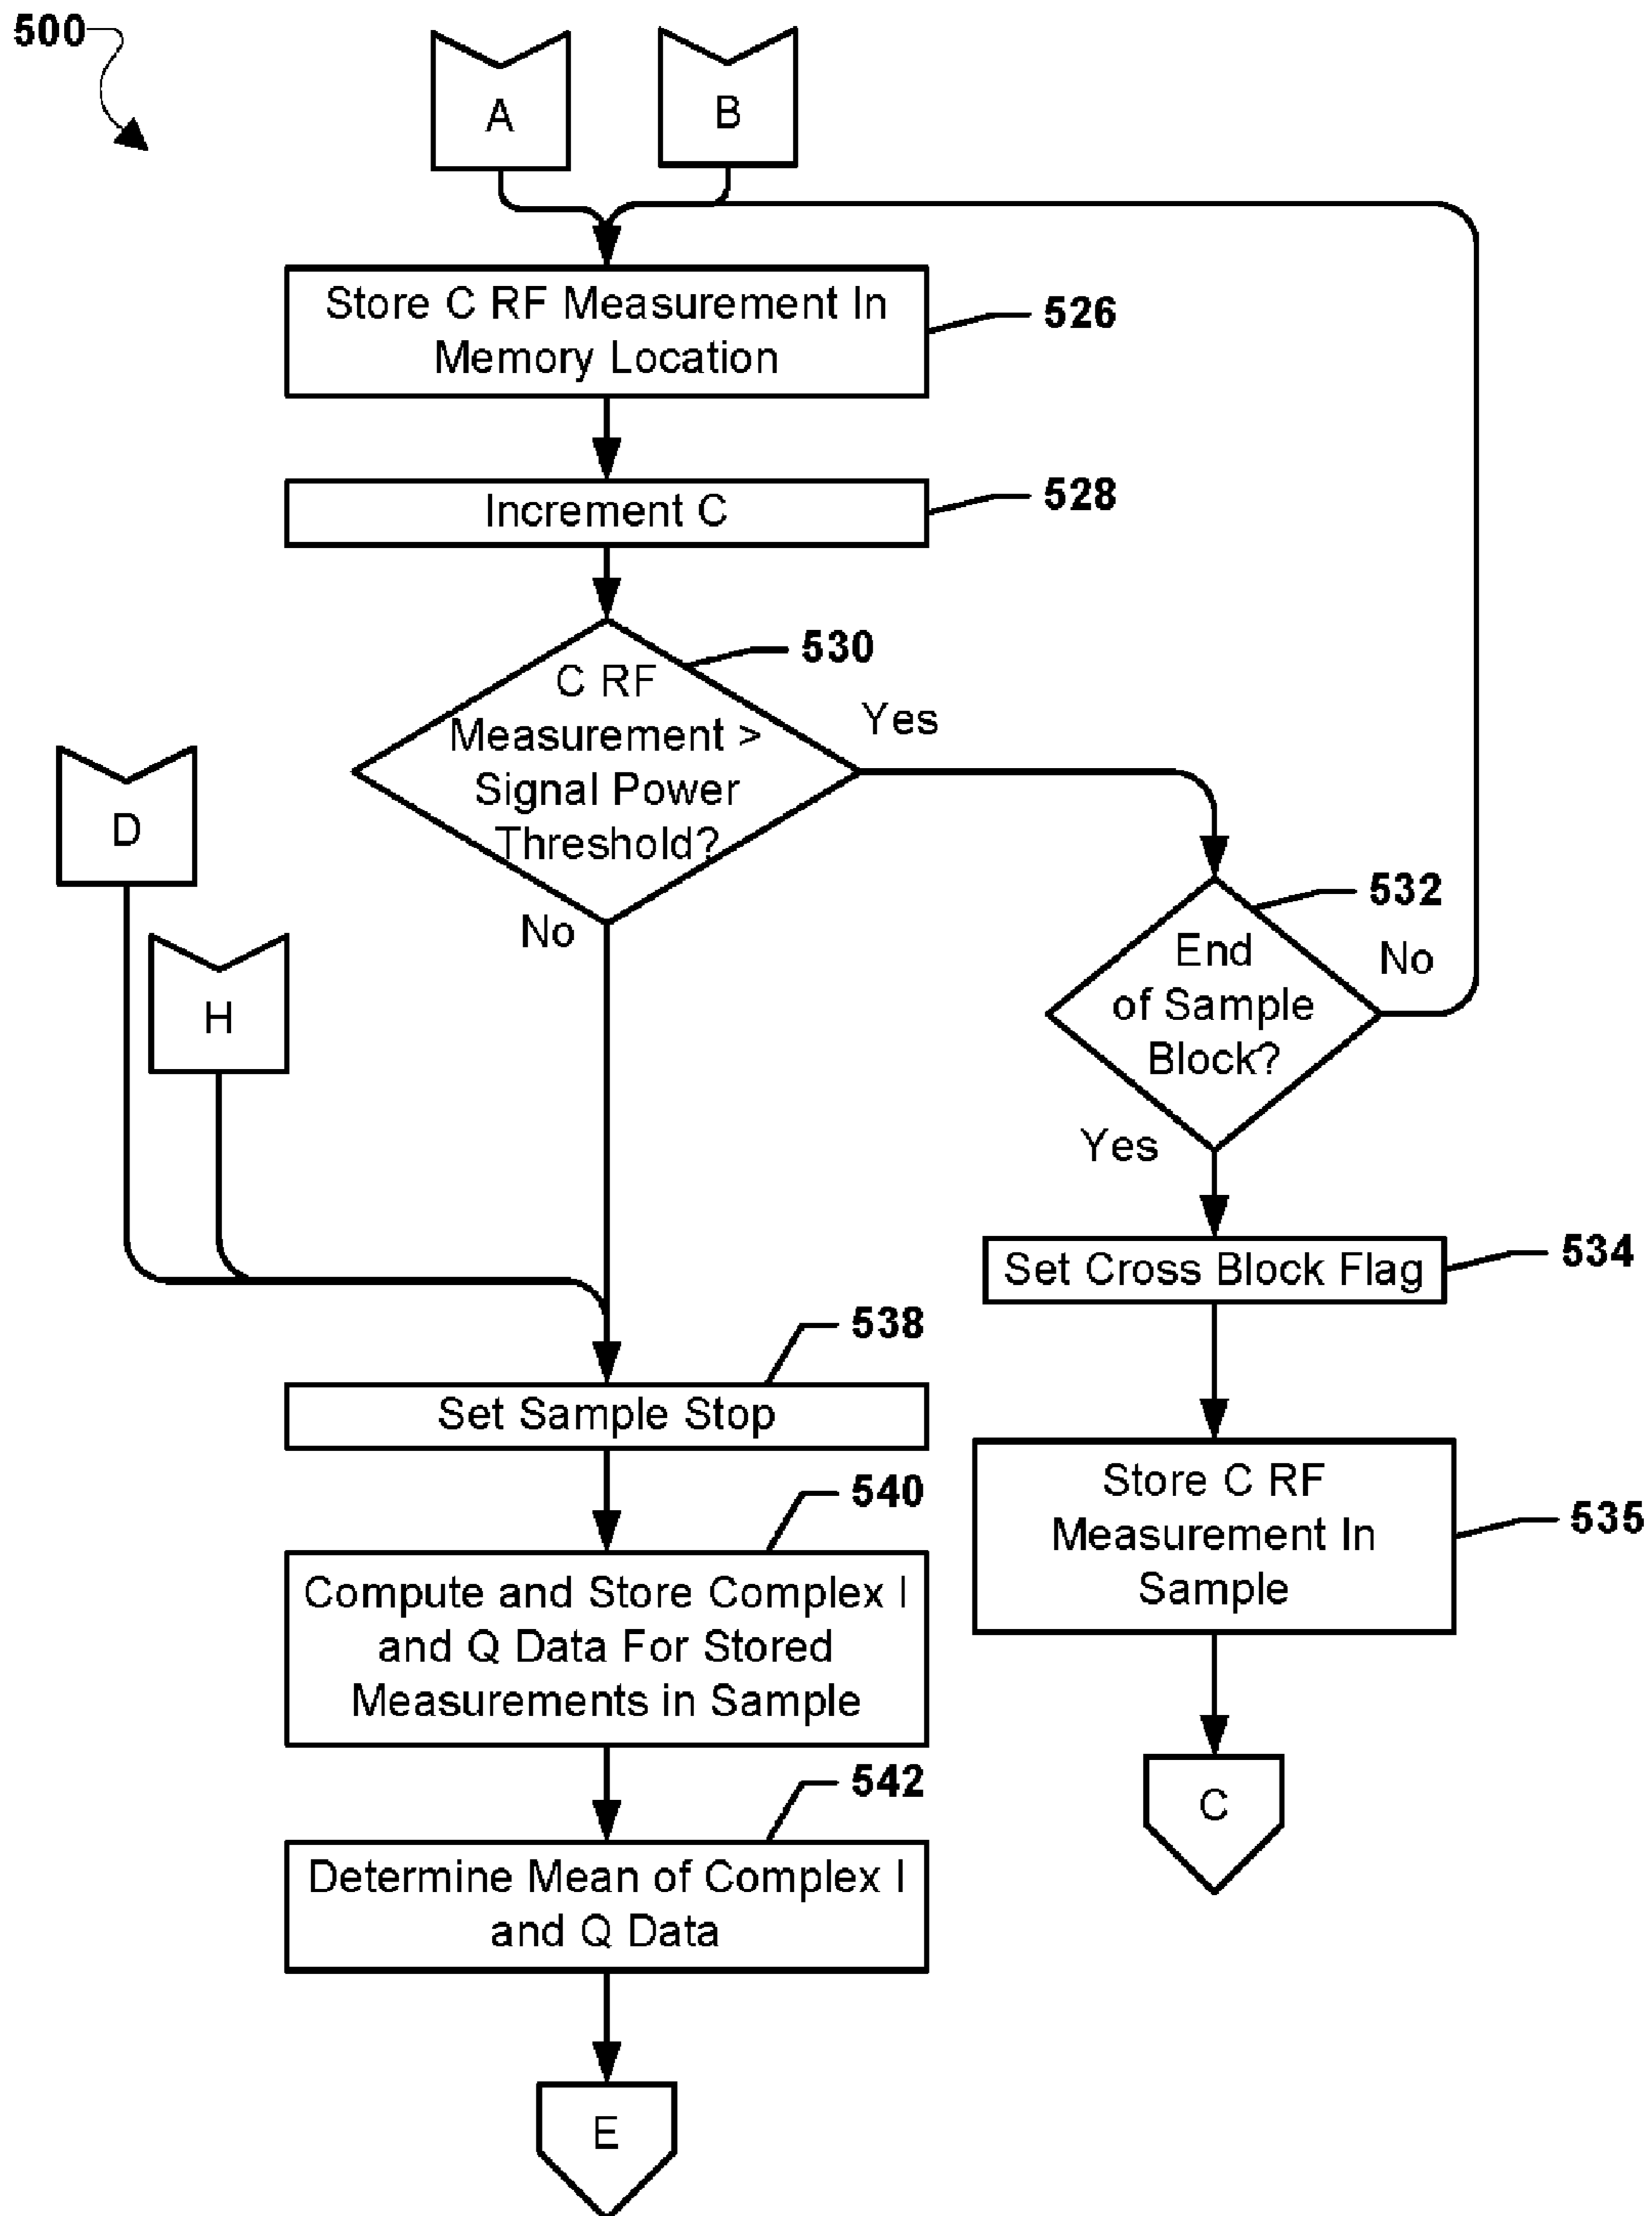 500
A
B
Store C RF Measurement In
Memory Location
526
Increment C
528
530
C RF
Measurement >
Signal Power
Threshold?
Yes
No
D
H
532
End
of Sample
Block?
No
Yes
Set Cross Block Flag
534
538
Set Sample Stop
Store C RF
Measurement In
Sample
535
540
Compute and Store Complex I
and Q Data For Stored
Measurements in Sample
C
542
Determine Mean of Complex I
and Q Data
E